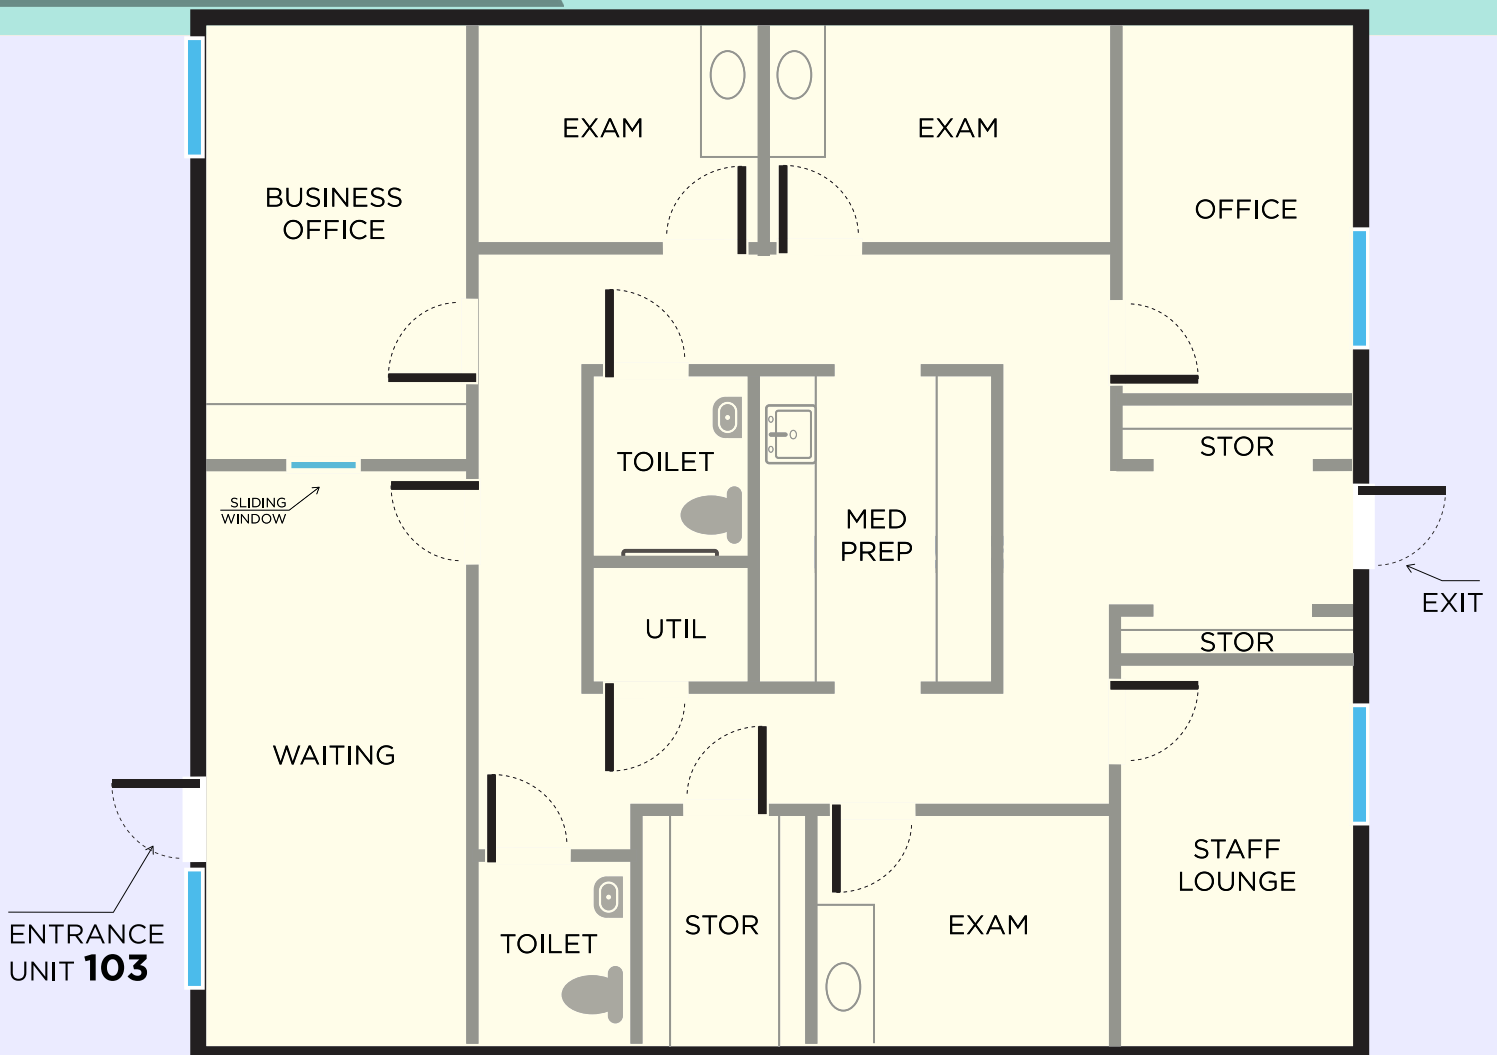 EXAM
EXAM
BUSINESS
OFFICE
OFFICE
STOR
TOILET
SLIDING
WINDOW
MED
PREP
EXIT
UTIL
STOR
WAITING
STAFF
LOUNGE
ENTRANCE
UNIT 103
TOILET
STOR
EXAM